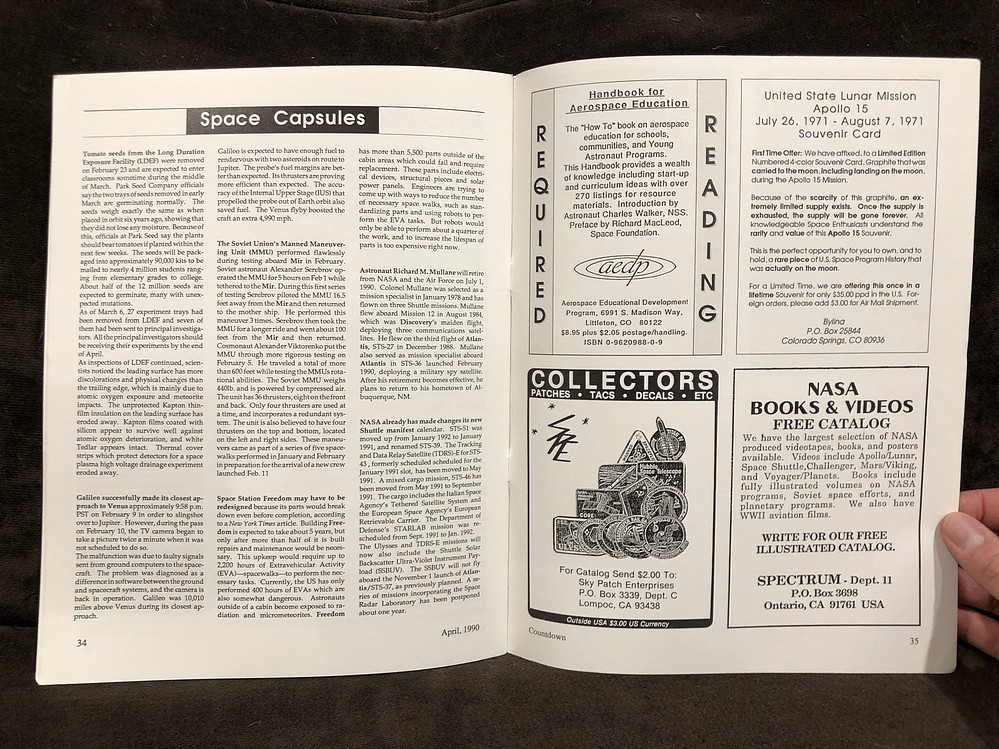 Space Capsules
Tomato seeds from the Long Duration
Exposure Facility (LDEF) were removed
on February 23 and are expected to enter
classrooms sometime during the middle
of March. Park Seed Company officials
say the two trays of seeds removed in early
March are germinating normally. The
seeds weigh exactly the same as when
placed in orbit six years ago, showing that
they did not lose any moisture. Because of
this, officials at Park Seed say the plants
should bear tomatoes if planted within the
next few weeks. The seeds will be pack-
aged into approximately 90,000 kits to be
mailed to nearly 4 million students rang-
ing from elementary grades to college.
About half of the 12 million seeds are
expected to germinate, many with unex-
pected mutations.
As of March 6, 27 experiment trays had
been removed from LDEF and seven of
them had been sent to principal investiga-
tors. All the principal investigators should
be receiving their experiments by the end
of April.
As inspections of LDEF continued, scien-
tists noticed the leading surface has more
discolorations and physical changes than
the trailing edge, which is mainly due to
atomic oxygen exposure and meteorite
impacts. The unprotected Kapton thin-
film insulation on the leading surface has
eroded away. Kapton films coated with
silicon appear to survive well against
atomic oxygen deterioration, and white
Tedlar appears intact. Thermal cover
strips which protect detectors for a space
plasma high voltage drainage experiment
eroded away.
Galileo successfully made its closest ap-
proach to Venus approximately 9:58 p.m.
PST on February 9 in order to slingshot
over to Jupiter. However, during the pass
on February 10, the TV camera began to
take a picture twice a minute when it was
not scheduled to do so.
The malfunction was due to faulty signals
sent from ground computers to the space-
craft. The problem was diagnosed as a
difference in software between the ground
and spacecraft systems, and the camera is
back in operation. Galileo was 10,010
miles above Venus during its closest ap-
proach.
Galileo is expected to have enough fuel to
rendezvous with two asteroids on route to
Jupiter. The probe's fuel margins are bet-
ter than expected. Its thrusters are proving
more efficient than expected. The accu-
racy of the Internal Upper Stage (IUS) that
propelled the probe out of Earth orbit also
saved fuel. The Venus flyby boosted the
craft an extra 4,990 mph.
The Soviet Union's Manned Maneuver-
ing Unit (MMU) performed flawlessly
during testing aboard Mir in February.
Soviet astronaut Alexander Serebrov op-
erated the MMU for 5 hours on Feb 1 while
tethered to the Mir. During this first series
of testing Serebrov piloted the MMU 16.5
feet away from the Mir and then returned
to the mother ship. He performed this
maneuver 3 times. Serebrov then took the
MMU for a longer ride and went about 100
feet from the Mir and then returned.
Cosmonaut Alexander Viktorenko put the
MMU through more rigorous testing on
February 5. He traveled a total of more
than 600 feet while testing the MMUs rota-
tional abilities. The Soviet MMU weighs
440lb. and is powered by compressed air.
The unit has 36 thrusters, eight on the front
and back. Only four thrusters are used at
a time, and incorporates a redundant sys-
tem. The unit is also believed to have four
thrusters on the top and bottom, located
on the left and right sides. These maneu-
vers came as part of a series of five space-
walks performed in January and February
in preparation for the arrival of a new crew
launched Feb. 11
Space Station Freedom may have to be
redesigned because its parts would break
down even before completion, according
to a New York Times article. Building Free-
dom is expected to take about 5 years, but
only after more than half of it is built
repairs and maintenance would be neces-
sary. This upkeep would require up to
2,200 hours of Extravehicular Activity
(EVA)—spacewalks—to perform the nec-
essary tasks. Currently, the US has only
performed 400 hours of EVAs which are
also somewhat dangerous. Astronauts
outside of a cabin become exposed to ra-
diation and micrometeorites. Freedom
has more than 5,500 parts outside of the
cabin areas which could fail and require
replacement. These parts include electri-
cal devices, structural pieces and solar
power panels. Engineers are trying to
come up with ways to reduce the number
of necessary space walks, such as stan-
dardizing parts and using robots to per-
form the EVA tasks. But robots would
only be able to perform about a quarter of
the work, and to increase the lifespan of
parts is too expensive right now.
Astronaut Richard M. Mullane will retire
from NASA and the Air Force on July 1,
1990. Colonel Mullane was selected as a
mission specialist in January 1978 and has
flown on three Shuttle missions. Mullane
flew aboard Mission 12 in August 1984,
which was Discovery's maiden flight,
deploying three communications satel-
lites. He flew on his third flight of Atlan-
tis, STS-27 in December 1988. Mullane
also served as mission specialist aboard
Atlantis in STS-36 launched February
1990, deploying a military spy satellite.
After his retirement becomes effective, he
plans to return to his hometown of Al-
buquerque, NM.
NASA already has made changes its new
Shuttle manifest calendar. STS-51 was
moved up from January 1992 to January
1991, and renamed STS-39. The Tracking
and Data Relay Satellite (TDRS)-E for STS-
43, formerly scheduled scheduled for the
January 1991 slot, has been moved to May
1991. A mixed cargo mission, STS-46 has
been moved from May 1991 to September
1991. The cargo includes the Italian Space
Agency's Tethered Satellite System and
the European Space Agency's European
Retrievable Carrier. The Department of
Defense's STARLAB mission was re-
scheduled from Sept. 1991 to Jan. 1992.
The Ulysses and TDRS-E missions will
now also include the Shuttle Solar
Backscatter Ultra-Violet Instrument Pay-
load (SSBUV). The SSBUV will not fly
aboard the November 1 launch of Atlan-
tis/STS-37, as previously planned. A se-
ries of missions incorporating the Space
Radar Laboratory has been postponed
about one year.
34
April, 1990
REQUIRED
Handbook for
Aerospace Education
The "How To" book on aerospace
education for schools,
communities, and Young
Astronaut Programs.
This Handbook provides a wealth
of knowledge including start-up
and curriculum ideas with over
270 listings for resource
materials. Introduction by
Astronaut Charles Walker, NSS.
Preface by Richard MacLeod,
Space Foundation.
aedp
Aerospace Educational Development
Program, 6991 S. Madison Way,
Littleton, CO 80122
$8.95 plus $2.05 postage/handling.
ISBN 0-9620988-0-9
READING
United State Lunar Mission
Apollo 15
July 26, 1971 - August 7, 1971
Souvenir Card
First Time Offer: We have affixed, to a Limited Edition
Numbered 4-color Souvenir Card, Graphite that was
carried to the moon, including landing on the moon,
during the Apollo 15 Mission.
Because of the scarcity of this graphite, an ex-
tremely limited supply exists. Once the supply is
exhausted, the supply will be gone forever. All
knowledgeable Space Enthusiasts understand the
rarity and value of this Apollo 15 Souvenir.
This is the perfect opportunity for you to own, and to
hold, a rare piece of U.S. Space Program History that
was actually on the moon.
For a Limited Time, we are offering this once in a
lifetime Souvenir for only $35.00 ppd in the U.S. For-
eign orders, please add $3.00 for Air Mail Shipment.
Bylina
P.O. Box 25844
Colorado Springs, CO 80936
COLLECTORS
PATCHES • TACS • DECALS • ETC
SPE
Hubble
Space Telescope
For Catalog Send $2.00 To:
Sky Patch Enterprises
P.O. Box 3339, Dept. C
Lompoc, CA 93438
Outside USA $3.00 US Currency
NASA
BOOKS & VIDEOS
FREE CATALOG
We have the largest selection of NASA
produced videotapes, books, and posters
available. Videos include Apollo/Lunar,
Space Shuttle,Challenger, Mars/Viking,
and Voyager/Planets. Books include
fully illustrated volumes on NASA
programs, Soviet space efforts, and
planetary programs. We also have
WWII aviation films.
WRITE FOR OUR FREE
ILLUSTRATED CATALOG.
SPECTRUM - Dept. 11
P.O. Box 3698
Ontario, CA 91761 USA
Countdown
35